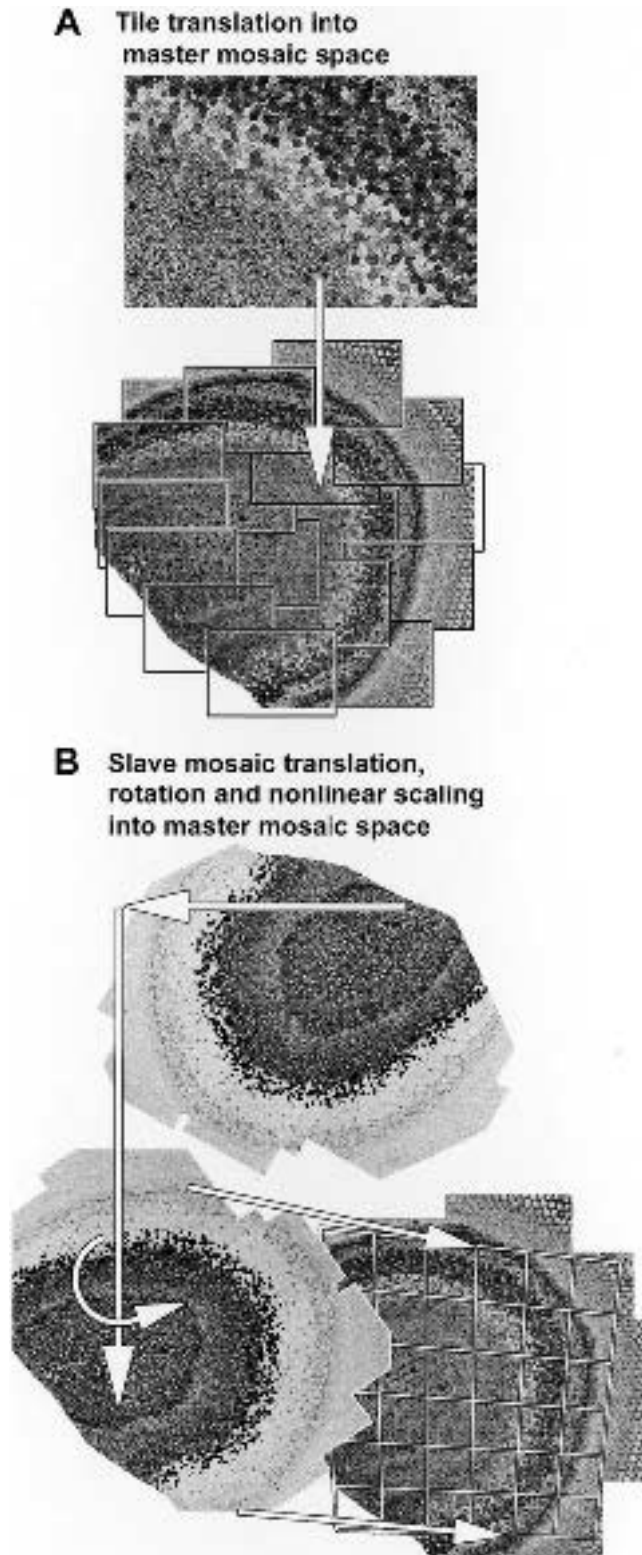 A Tile translation into
master mosaic space
B Slave mosaic translation,
rotation and nonlinear scaling
into master mosaic space